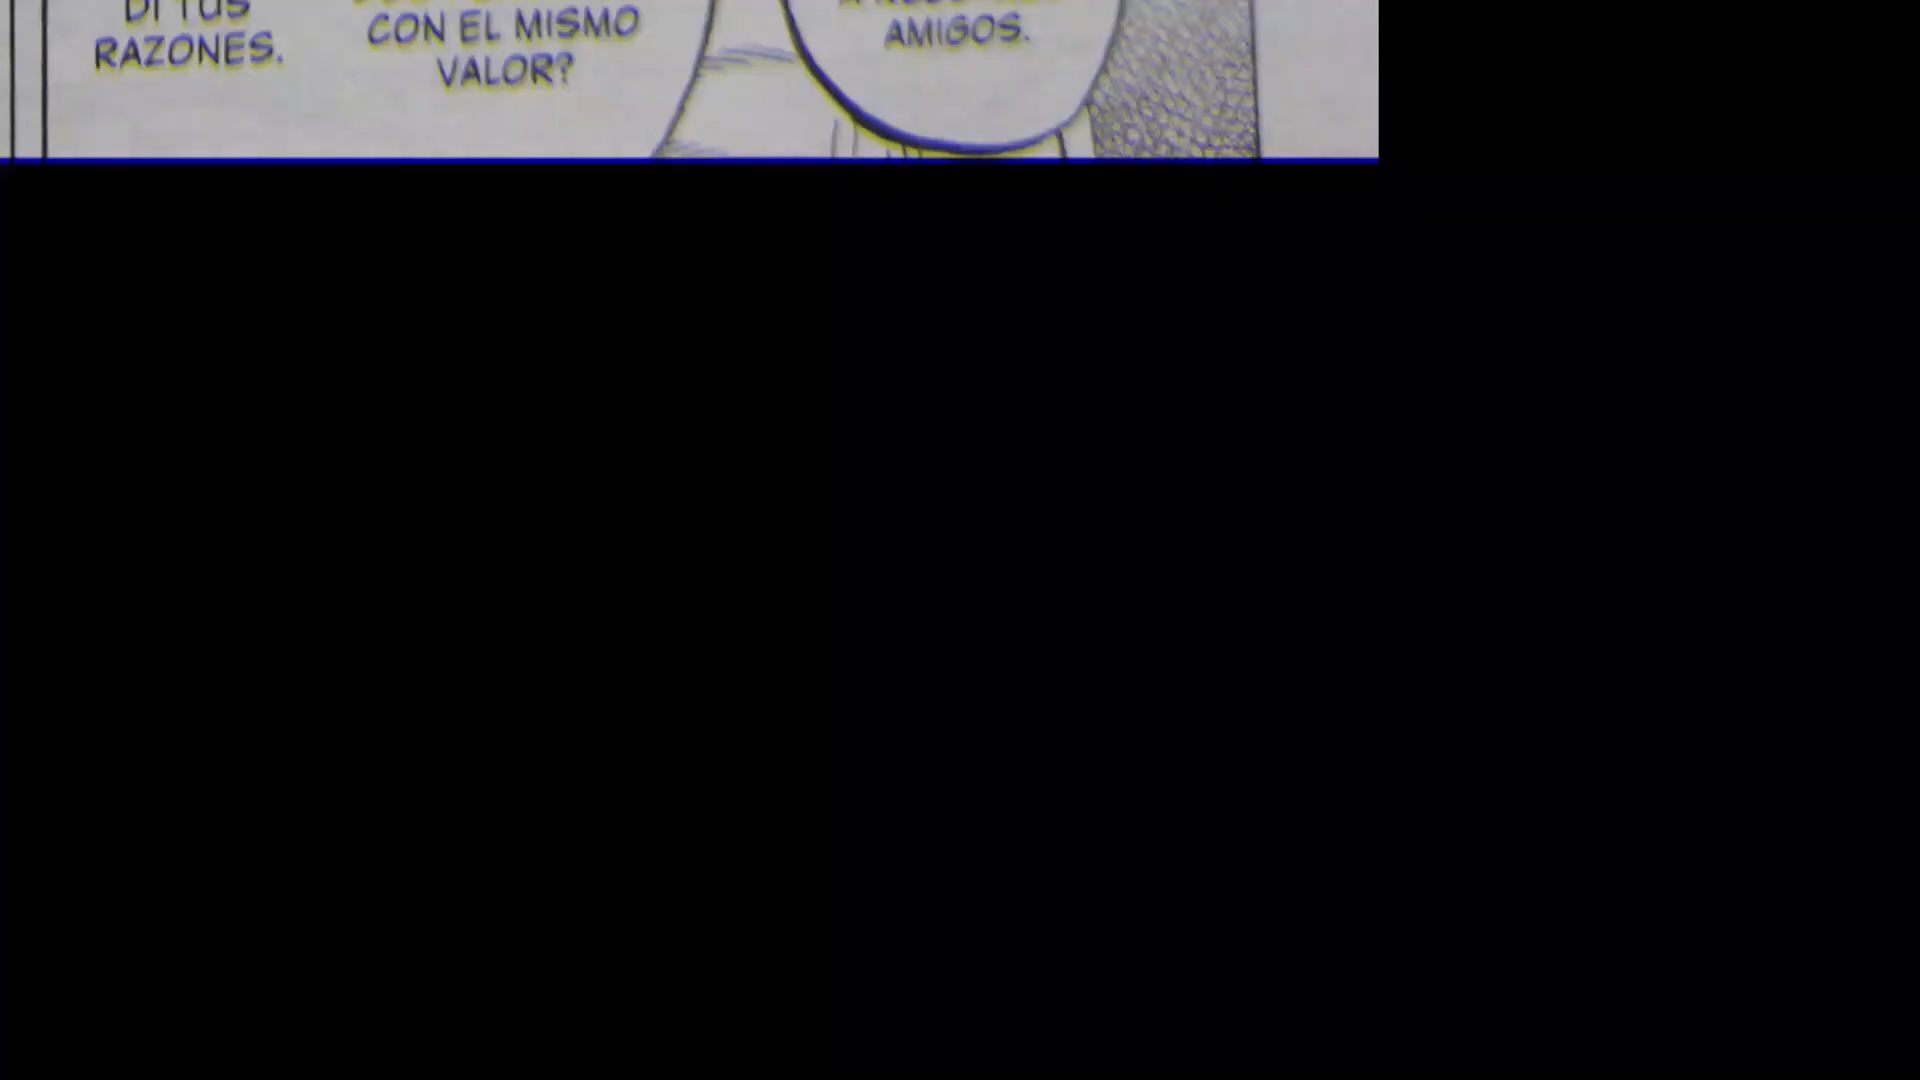 DI TUS
RAZONES.
CON EL MISMO
VALOR?
AMIGOS.